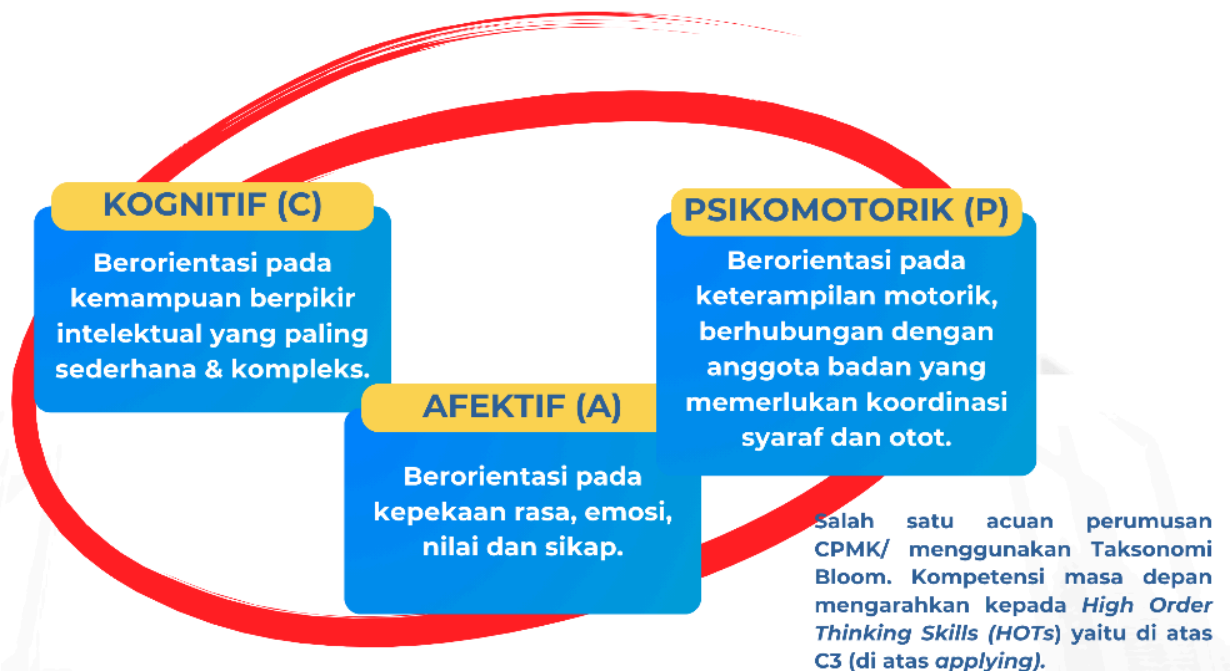 KOGNITIF (C)
Berorientasi pada
kemampuan berpikir
intelektual yang paling
sederhana & kompleks.
AFEKTIF (A)
Berorientasi pada
kepekaan rasa, emosi,
nilai dan sikap.
PSIKOMOTORIK (P)
Berorientasi pada
keterampilan motorik,
berhubungan dengan
anggota badan yang
memerlukan koordinasi
syaraf dan otot.
Salah satu acuan perumusan
CPMK/ menggunakan Taksonomi
Bloom. Kompetensi masa depan
mengarahkan kepada High Order
Thinking Skills (HOTs) yaitu di atas
C3 (di atas applying).